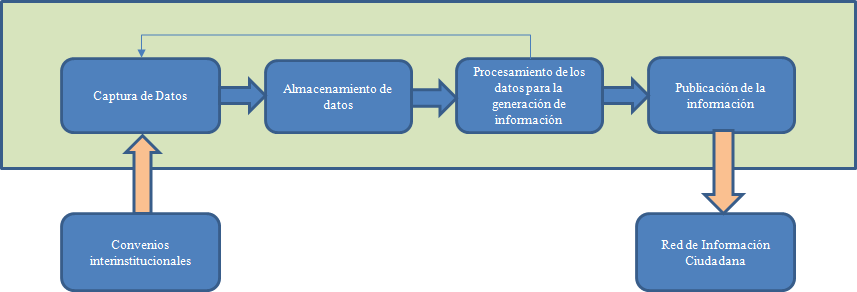 Captura de Datos
Almacenamiento de
datos
Procesamiento de los
datos para la
generación de
información
Publicación de la
información
Convenios
interinstitucionales
Red de Información
Ciudadana